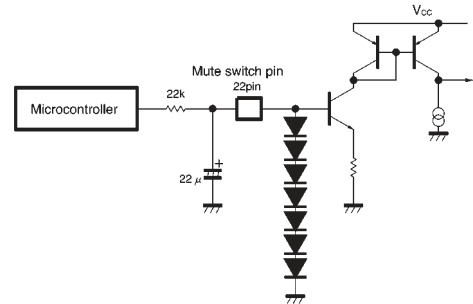 VCC
Mute switch pin
22pin
22k
Microcontroller
+
22 μ